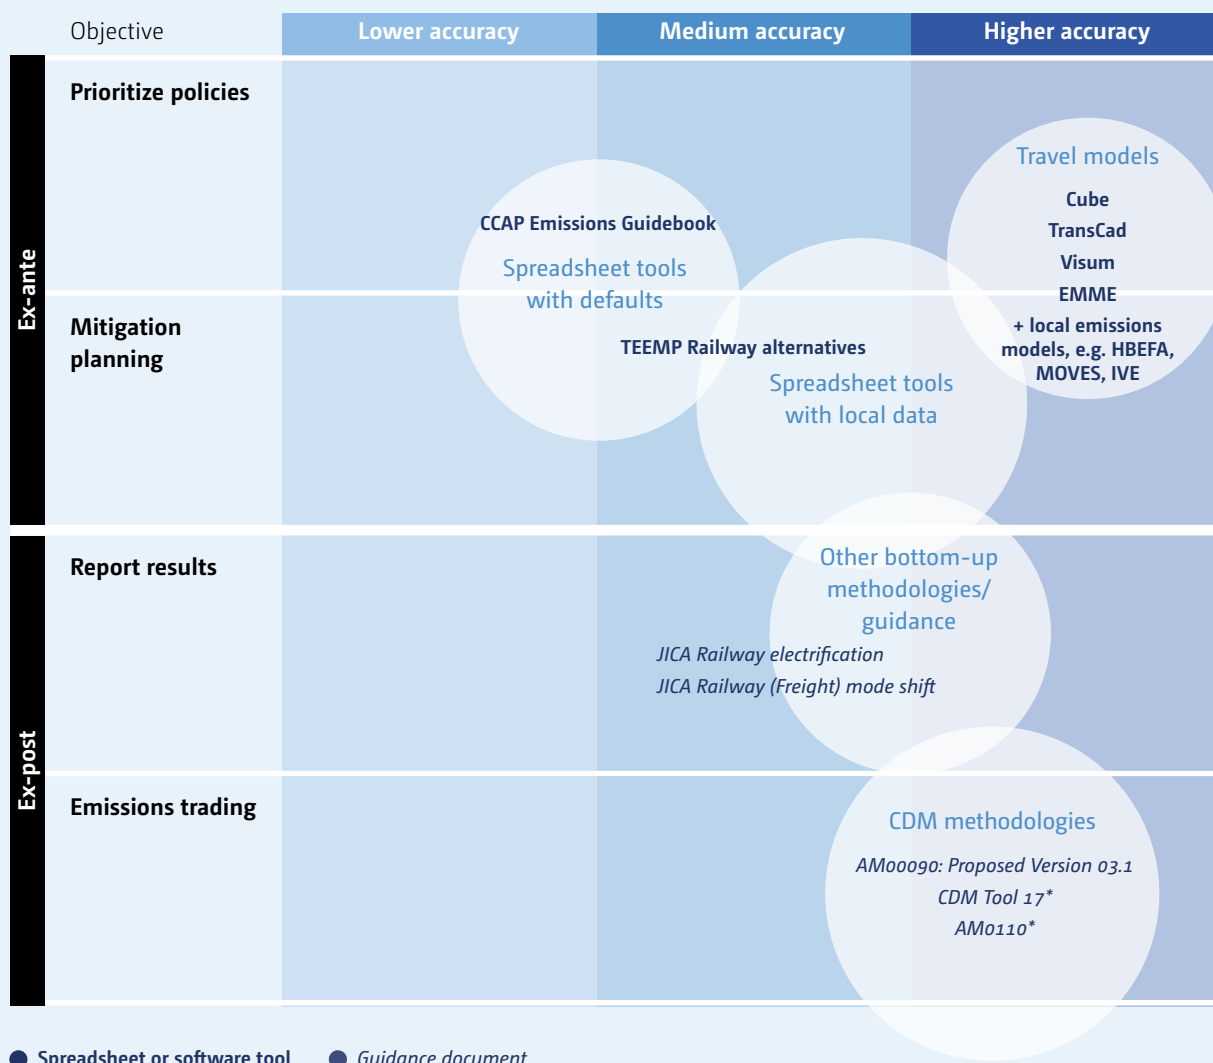 Objective
Lower accuracy
Medium accuracy
Higher accuracy
Ex-ante
Prioritize policies
CCAP Emissions Guidebook
Spreadsheet tools
with defaults
Travel models
Cube
TransCad
Visum
EMME
+ local emissions
models, e.g. HBEFA,
MOVES, IVE
Mitigation
planning
TEEMP Railway alternatives
Spreadsheet tools
with local data
Ex-post
Report results
Other bottom-up
methodologies/
guidance
JICA Railway electrification
JICA Railway (Freight) mode shift
Emissions trading
CDM methodologies
AM00090: Proposed Version 03.1
CDM Tool 17*
AM0110*
Spreadsheet or software tool
Guidance document